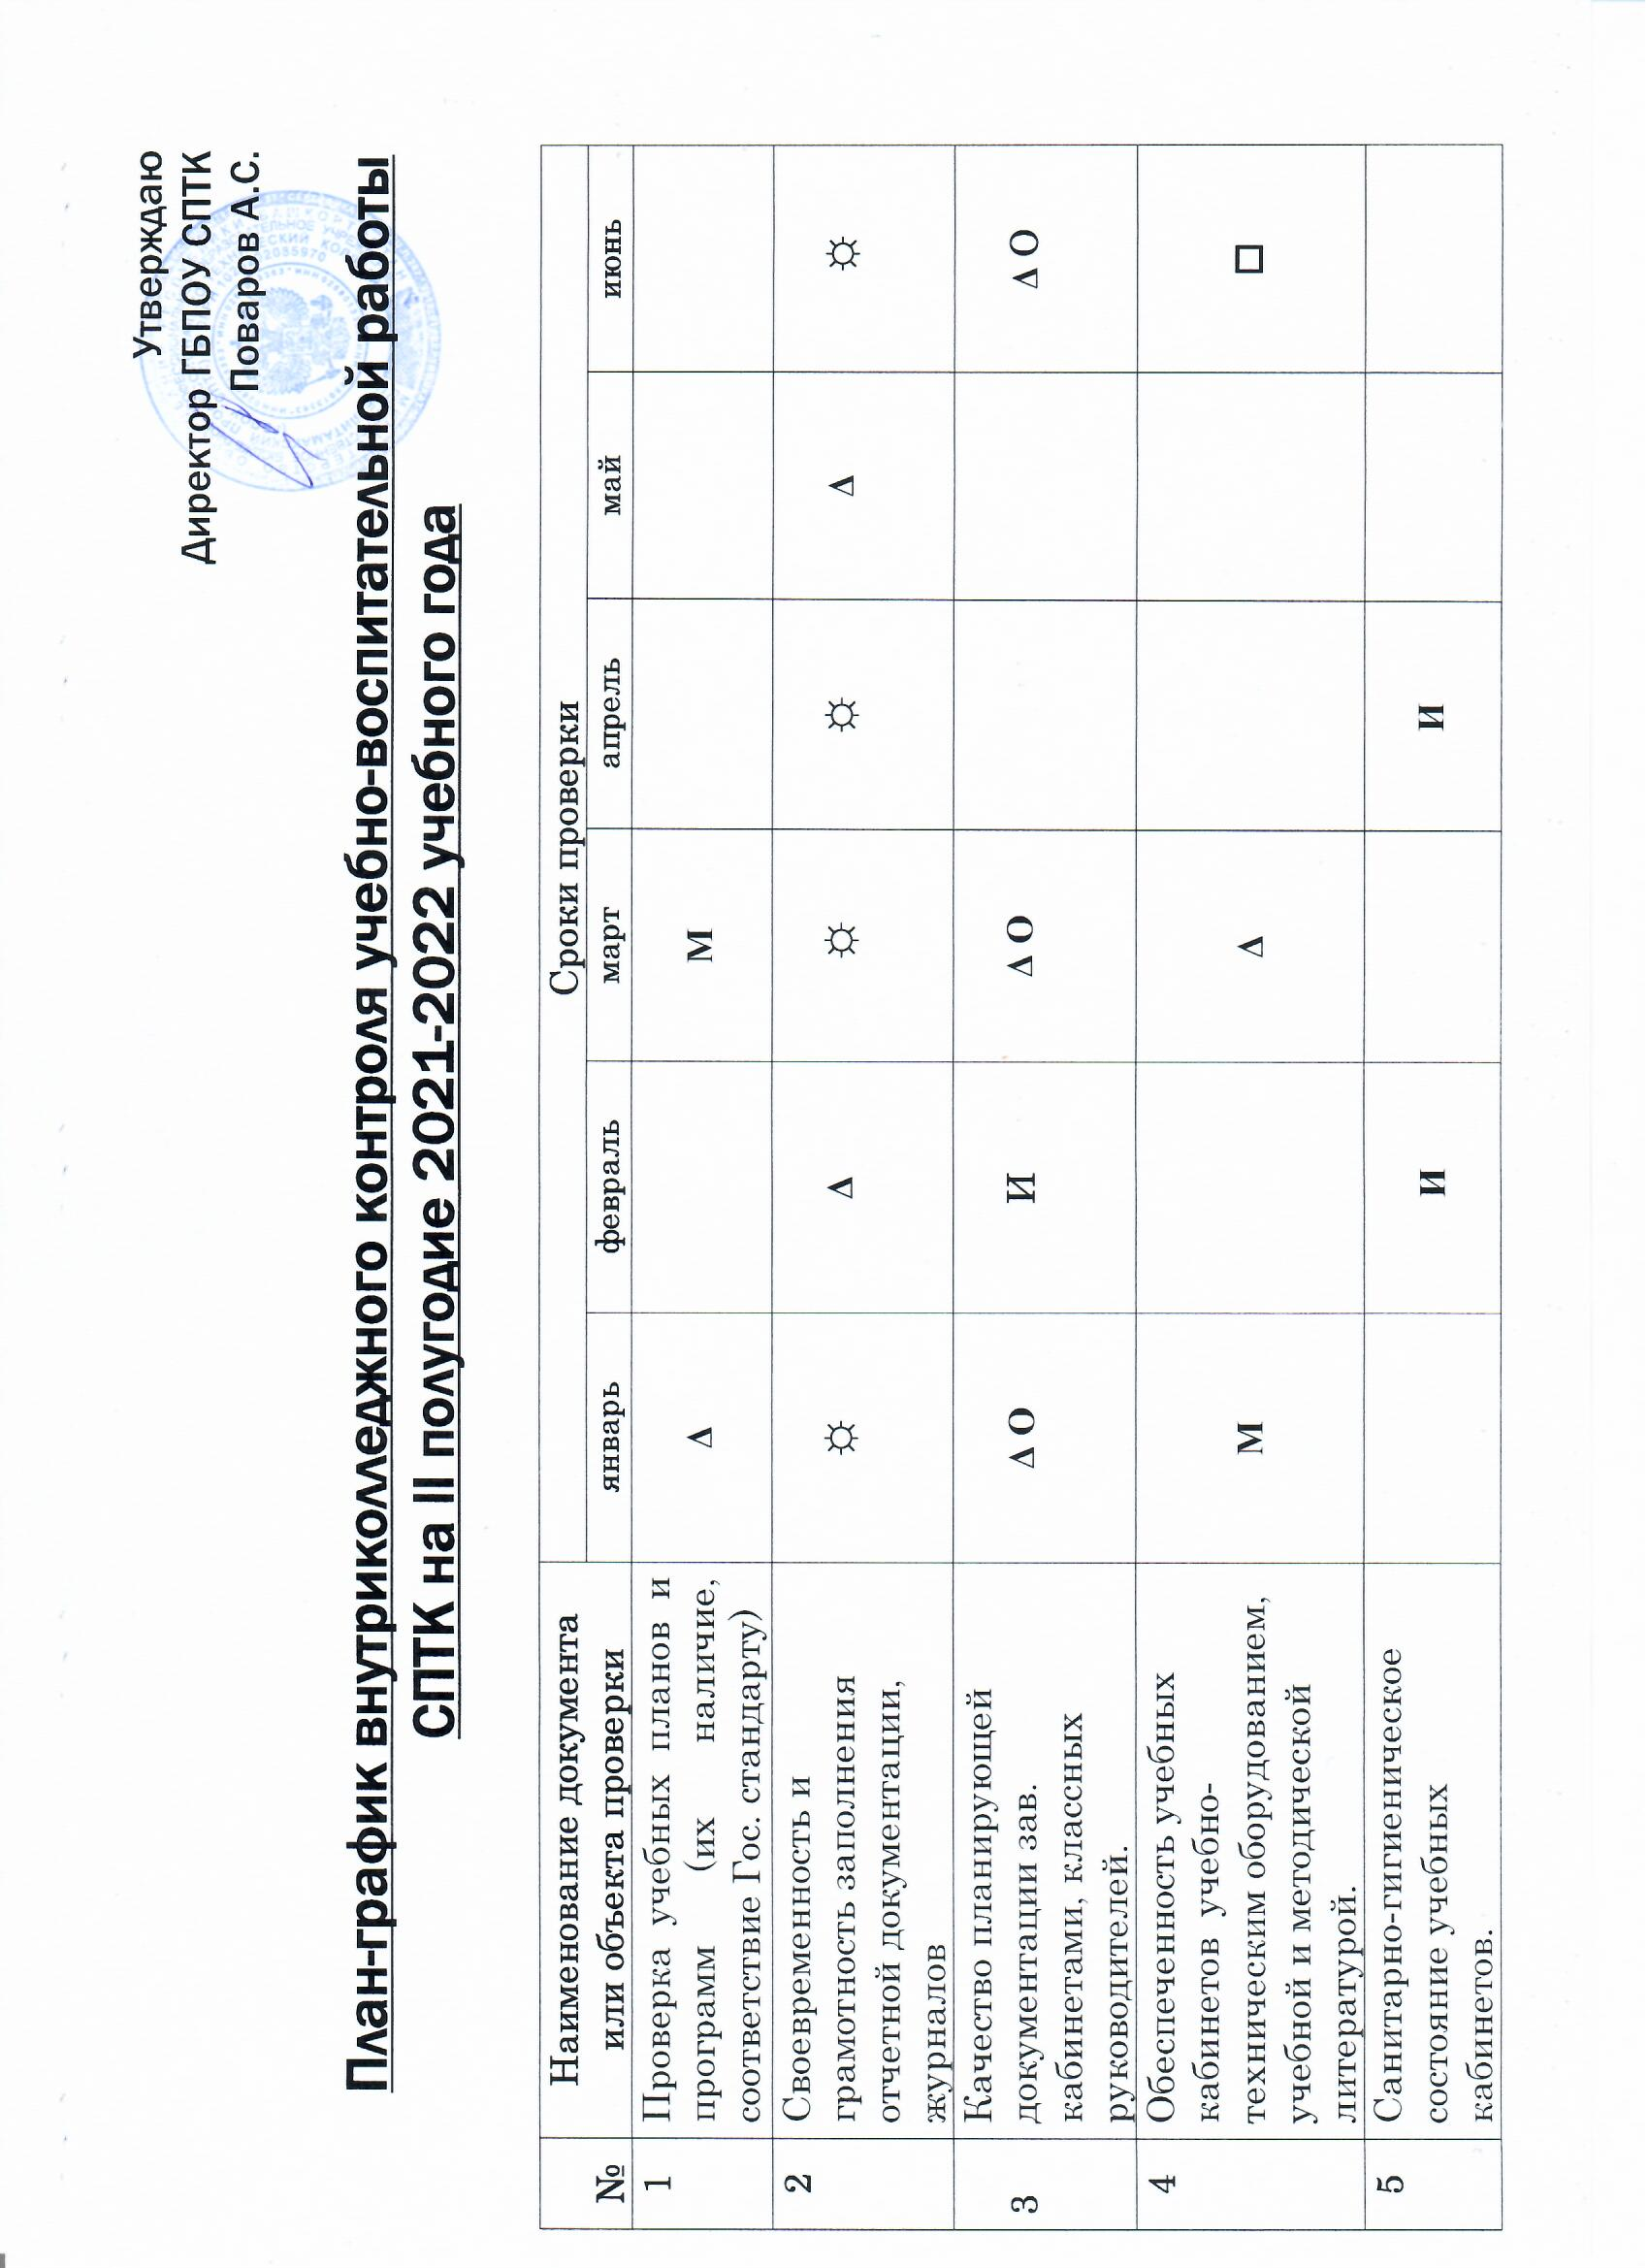 Утверждаю
Директор ГБПОУ СПТК
Поваров А.С.
План-график внутриколледжного контроля учебно-воспитательной работы
СПТК на II полугодие 2021-2022 учебного года
№
Наименование документа
или объекта проверки
Сроки проверки
январь февраль март апрель май июнь
1
Проверка учебных планов и
программ (их наличие,
соответствие Гос. стандарту)
Δ М
2
Своевременность и
грамотность заполнения
отчетной документации,
журналов
☼ Δ ☼ ☼ Δ ☼
3
Качество планирующей
документации зав.
кабинетами, классных
руководителей.
Δ О И Δ О Δ О
4
Обеспеченность учебных
кабинетов учебно-
техническим оборудованием,
учебной и методической
литературой.
М Δ □
5
Санитарно-гигиеническое
состояние учебных
кабинетов.
И И